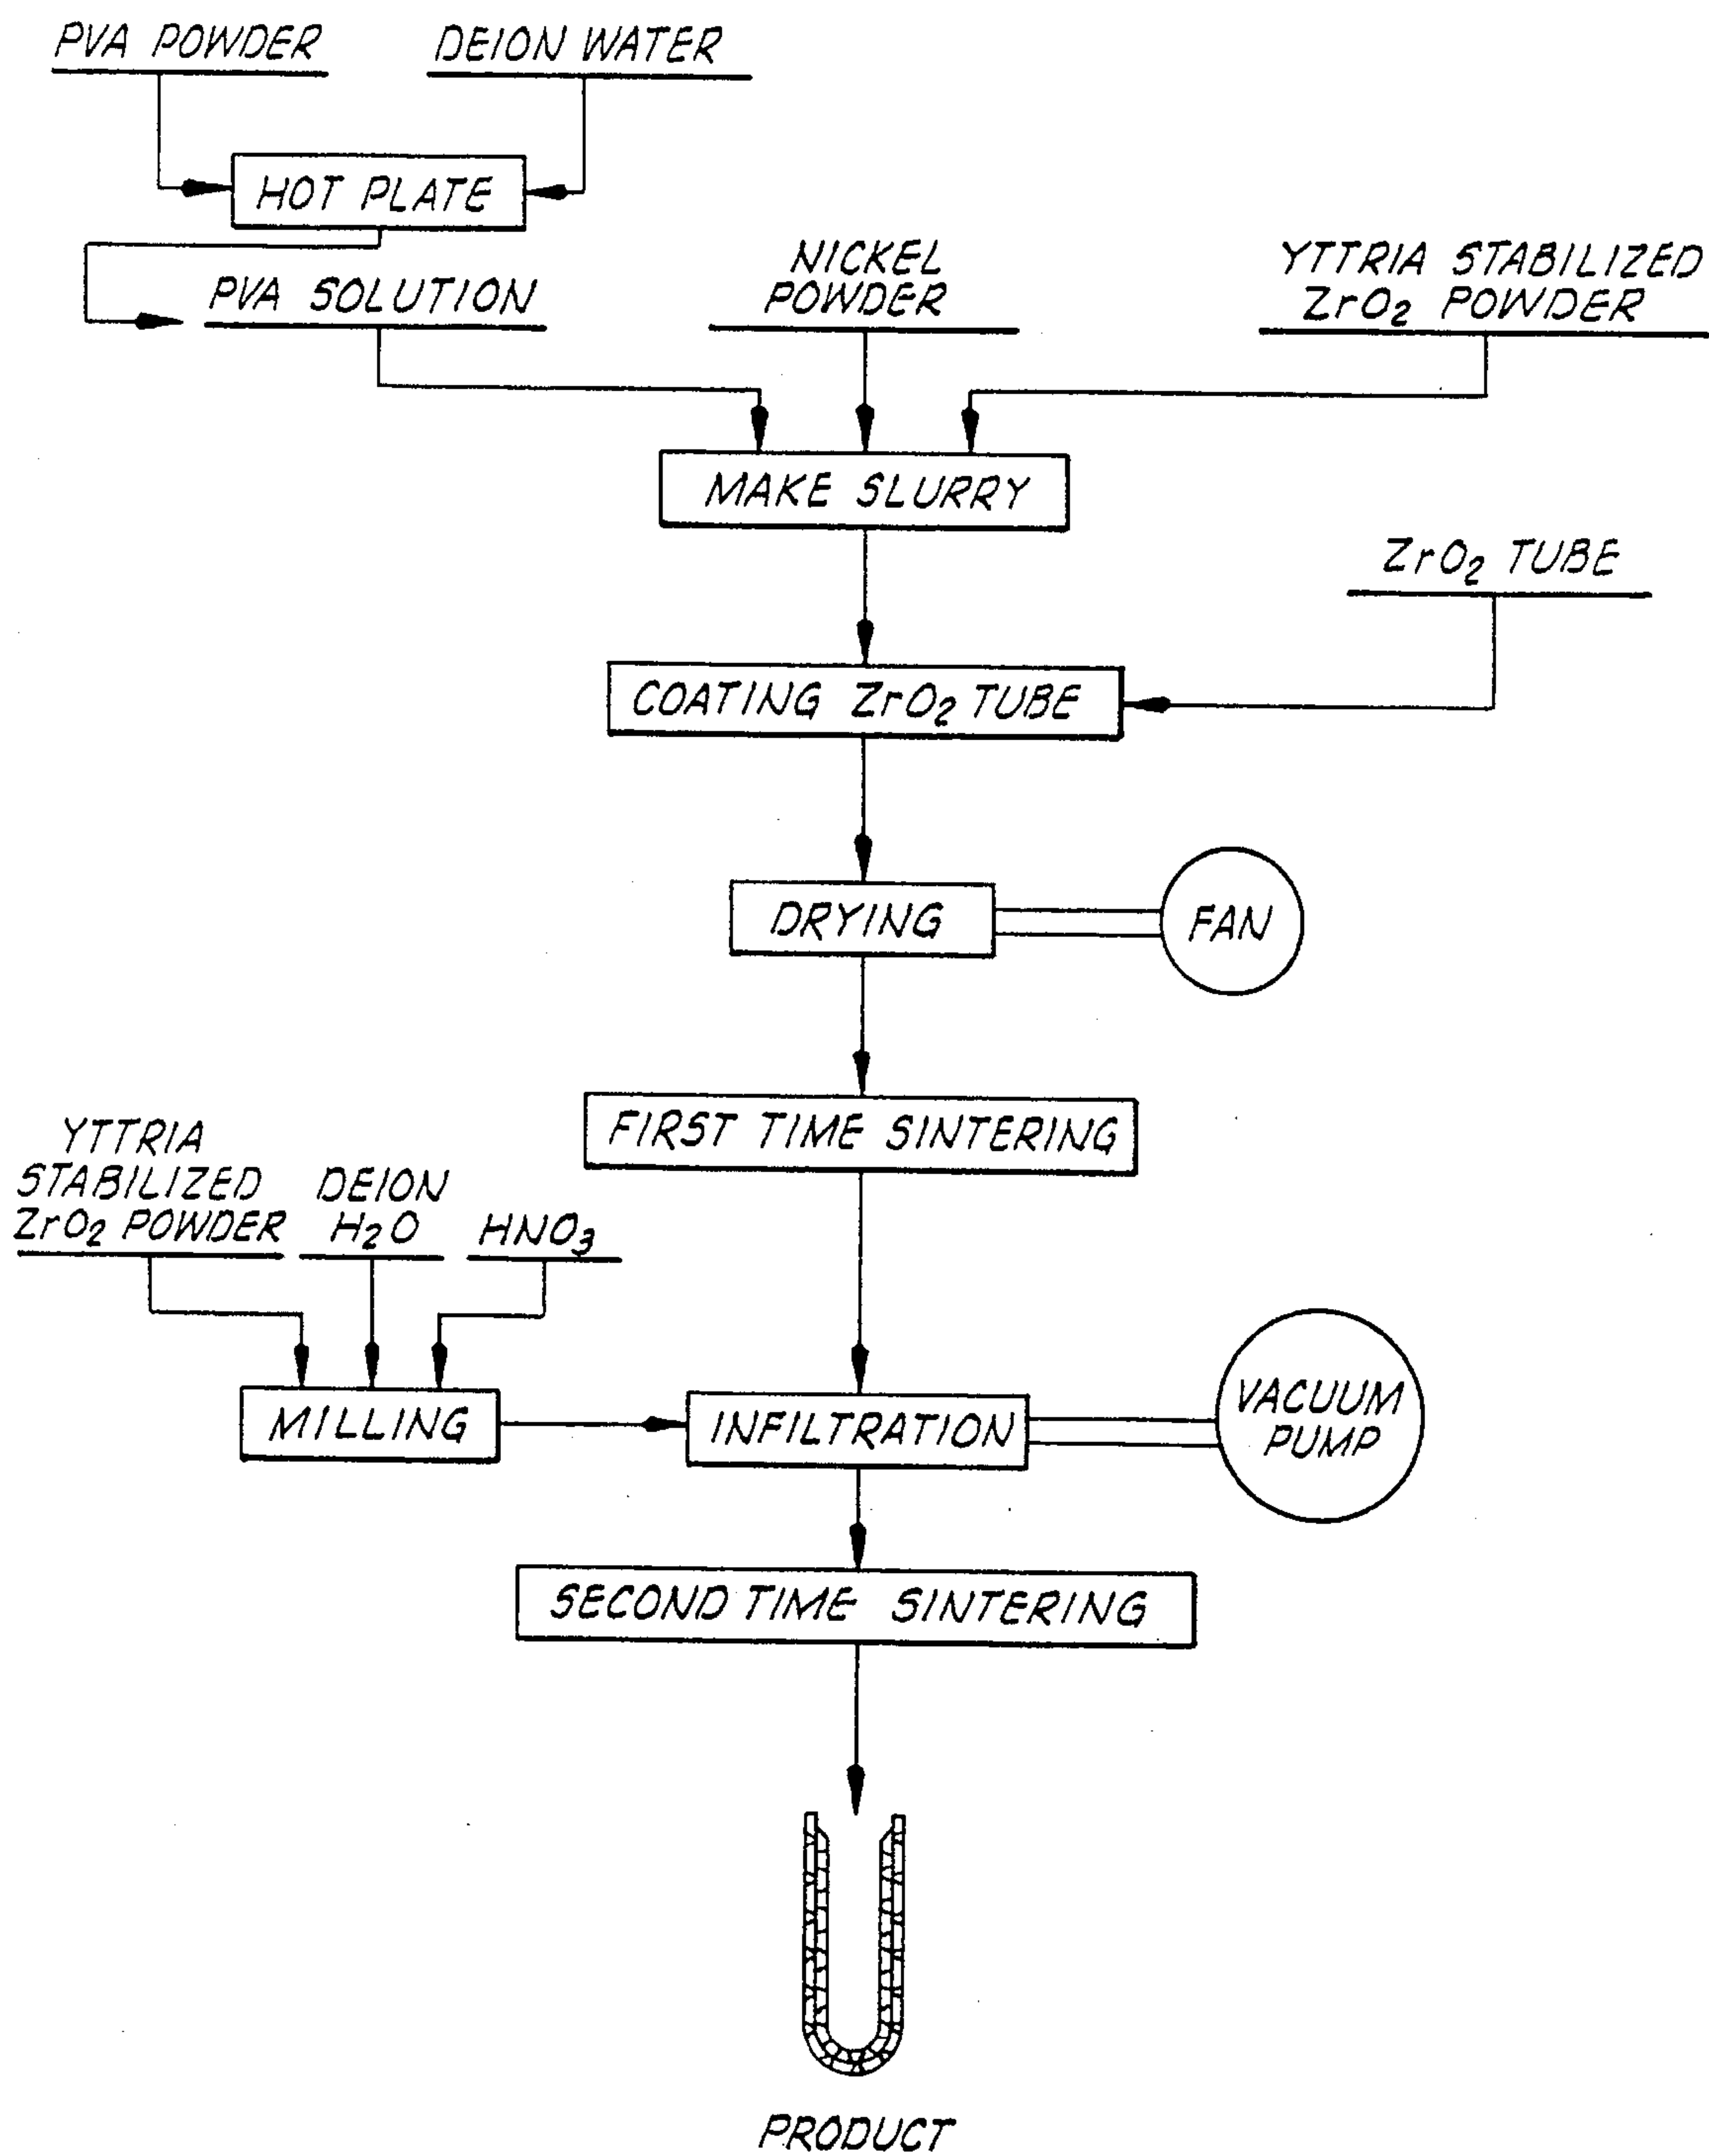 PVA POWDER
DEION WATER
HOT PLATE
PVA SOLUTION
NICKEL
POWDER
YTTRIA STABILIZED
ZrO₂ POWDER
MAKE SLURRY
ZrO₂ TUBE
COATING ZrO₂ TUBE
DRYING
FAN
FIRST TIME SINTERING
YTTRIA
STABILIZED
ZrO₂ POWDER
DEION
H₂O
HNO₃
MILLING
INFILTRATION
VACUUM
PUMP
SECOND TIME SINTERING
PRODUCT